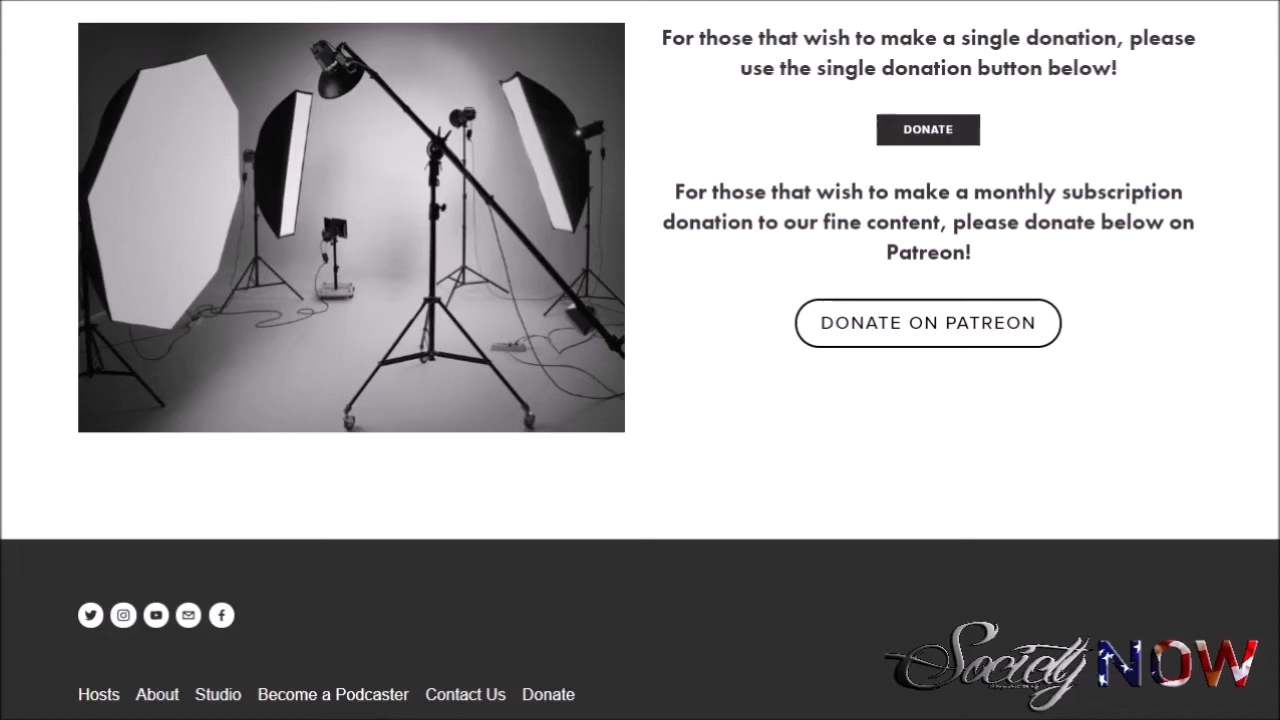 For those that wish to make a single donation, please
use the single donation button below!
DONATE
For those that wish to make a monthly subscription
donation to our fine content, please donate below on
Patreon!
DONATE ON PATREON
Society NOW
Hosts About Studio Become a Podcaster Contact Us Donate